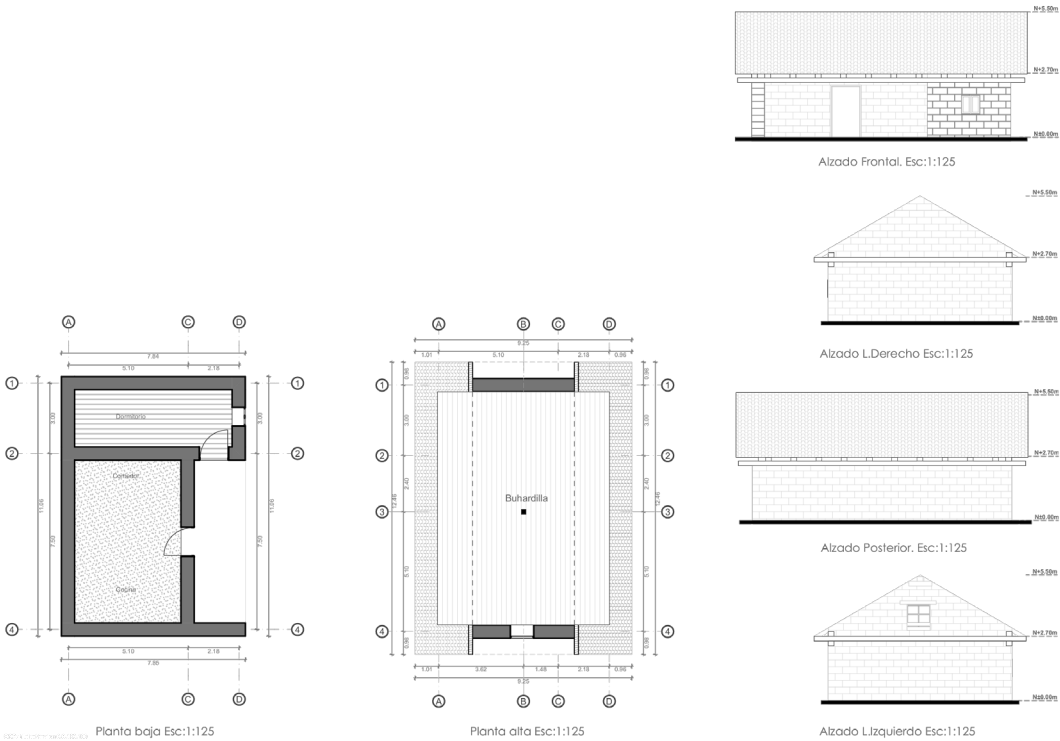 N+5.50m
N+2.70m
N±0.00m
Alzado Frontal. Esc:1:125
N+5.50m
N+2.70m
N±0.00m
Alzado L.Derecho Esc:1:125
N+5.50m
N+2.70m
N±0.00m
Alzado Posterior. Esc:1:125
N+5.50m
N+2.70m
N±0.00m
Alzado L.Izquierdo Esc:1:125
A C D
7.84
5.10 2.18
1 1
3.00 Dormitorio 3.00
2 2
Comedor
7.50 7.50
Cocina
4 4
5.10 2.18
7.95
A C D
Planta baja Esc:1:125
A B C D
9.25
1.01 5.10 2.18 0.96
0.96 0.96
1 1
3.00 3.00
2 2
2.40 2.40
12.46 Buhardilla 12.46
3 3
5.10 5.10
4 4
0.96 0.96
1.01 3.62 1.48 2.18 0.96
9.25
A B C D
Planta alta Esc:1:125